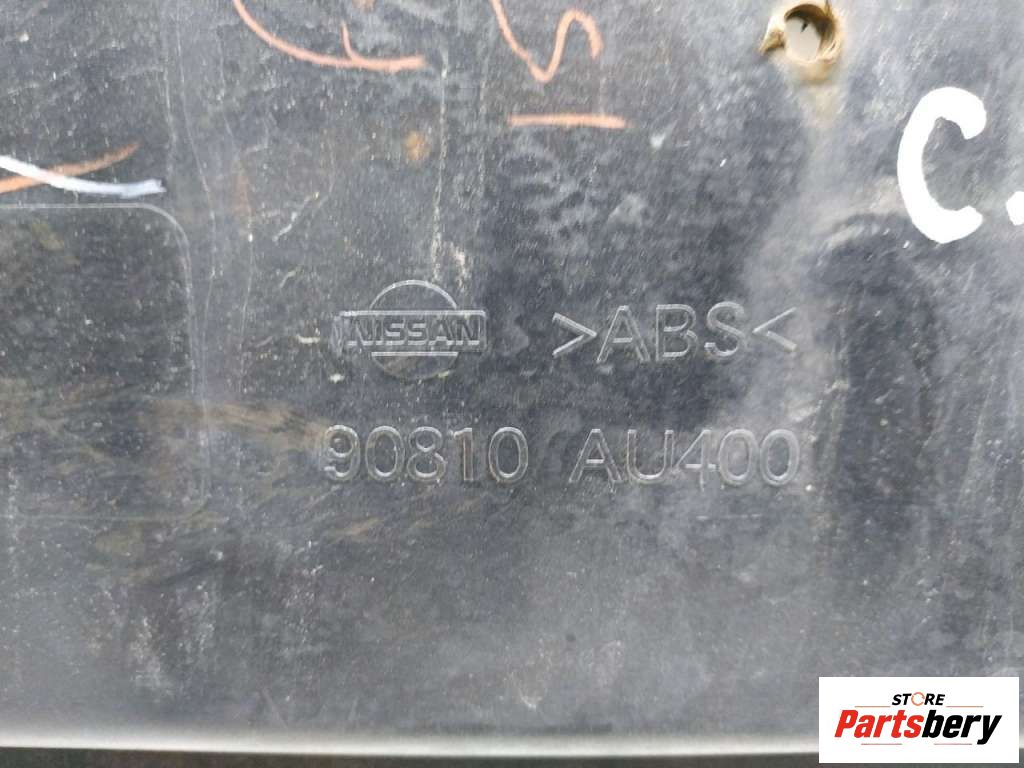 C.
NISSAN
>ABS<
90810 AU400
STORE
Partsbery